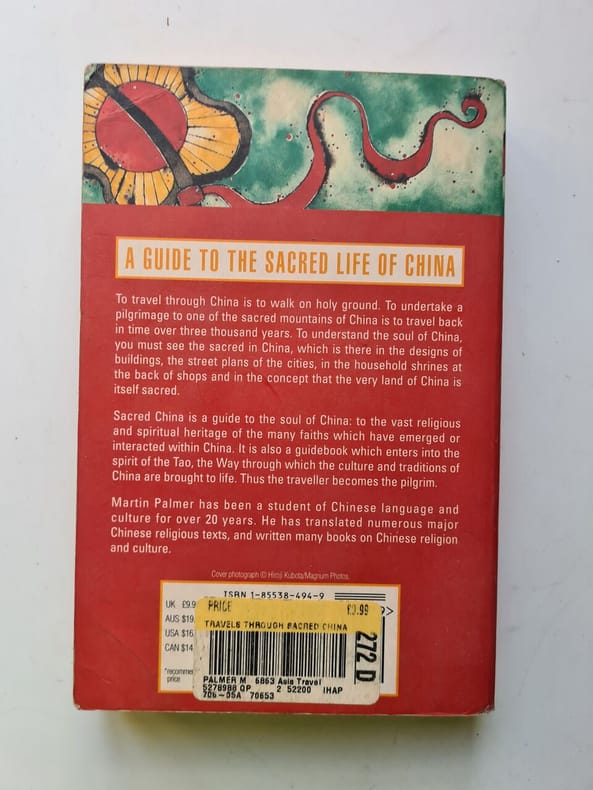 A GUIDE TO THE SACRED LIFE OF CHINA
To travel through China is to walk on holy ground. To undertake a
pilgrimage to one of the sacred mountains of China is to travel back
in time over three thousand years. To understand the soul of China,
you must see the sacred in China, which is there in the designs of
buildings, the street plans of the cities, in the household shrines at
the back of shops and in the concept that the very land of China is
itself sacred.
Sacred China is a guide to the soul of China: to the vast religious
and spiritual heritage of the many faiths which have emerged or
interacted within China. It is also a guidebook which enters into the
spirit of the Tao, the Way through which the culture and traditions of
China are brought to life. Thus the traveller becomes the pilgrim.
Martin Palmer has been a student of Chinese language and
culture for over 20 years. He has translated numerous major
Chinese religious texts, and written many books on Chinese religion
and culture.
Cover photograph © Hiroji Kubota/Magnum Photos.
ISBN 1-85538-494-9
UK £9.9
AUS $19.
USA $16
CAN $14
*recomme
price
9>
PRICE £9.99
TRAVELS THROUGH SACRED CHINA
272 D
PALMER M 6863 Asia Travel
5278988 QP 2 52200 IHAP
706-05A 70653